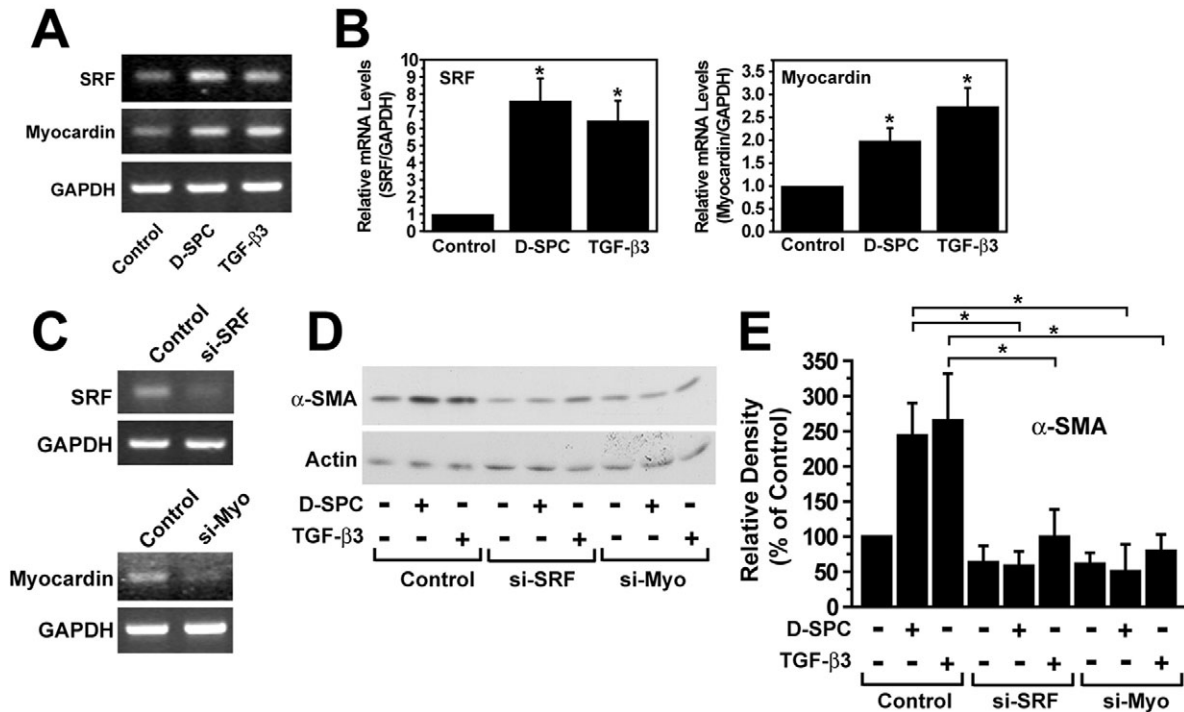 A
SRF
Myocardin
GAPDH
Control D-SPC TGF-β3
B
Relative mRNA Levels
(SRF/GAPDH)
10
9
8
7
6
5
4
3
2
1
0
SRF
*
*
Control D-SPC TGF-β3
Relative mRNA Levels
(Myocardin/GAPDH)
3.5
3.0
2.5
2.0
1.5
1.0
0.5
0.0
Myocardin
*
*
Control D-SPC TGF-β3
C
Control si-SRF
SRF
GAPDH
Control si-Myo
Myocardin
GAPDH
D
α-SMA
Actin
D-SPC - + - - + - - + -
TGF-β3 - - + - - + - - +
Control si-SRF si-Myo
E
*
*
*
*
α-SMA
Relative Density
(% of Control)
350
300
250
200
150
100
50
0
D-SPC - + - - + - - + -
TGF-β3 - - + - - + - - +
Control si-SRF si-Myo